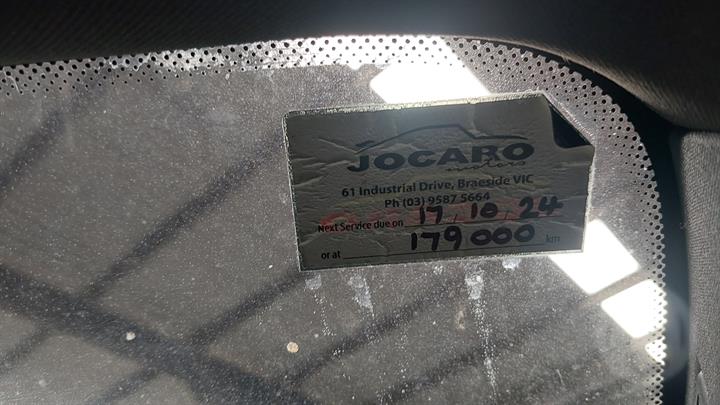 JOCARO
motors
61 Industrial Drive, Braeside VIC
Ph (03) 9587 5664
Next Service due on 17.10.24
or at 179000 km